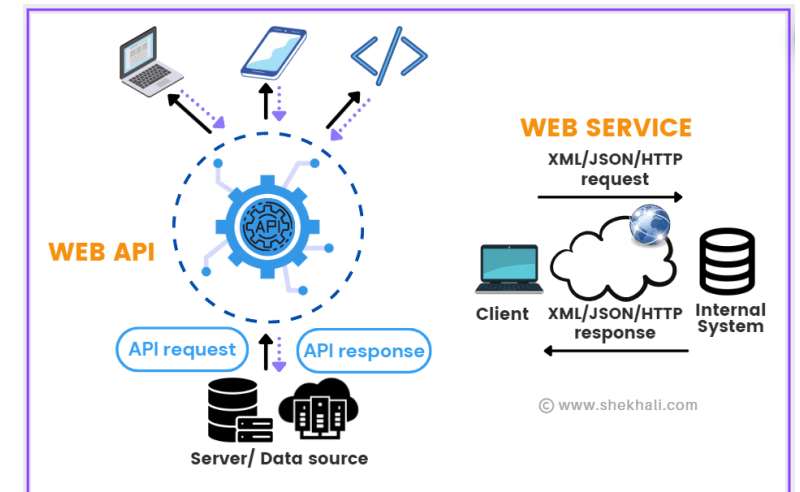 WEB API
API
API request
API response
Server/ Data source
WEB SERVICE
XML/JSON/HTTP
request
Client
XML/JSON/HTTP
response
Internal
System
© www.shekhali.com